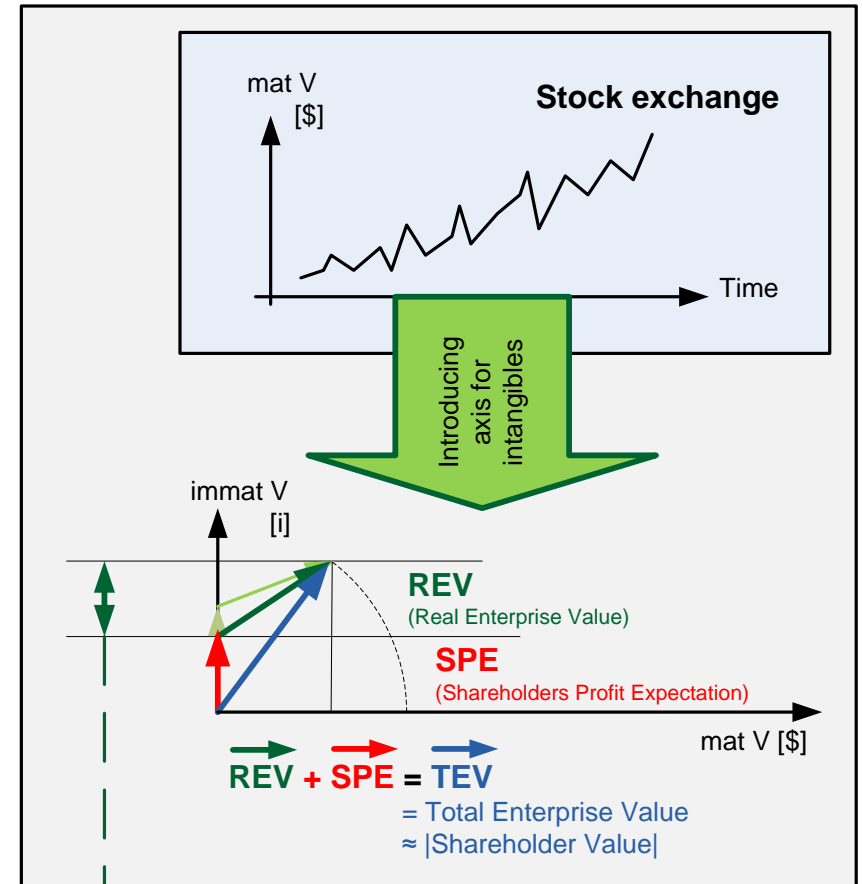 mat V
[$]
Stock exchange
Time
Introducing
axis for
intangibles
immat V
[i]
REV
(Real Enterprise Value)
SPE
(Shareholders Profit Expectation)
mat V [$]
REV + SPE = TEV
= Total Enterprise Value
≈ |Shareholder Value|